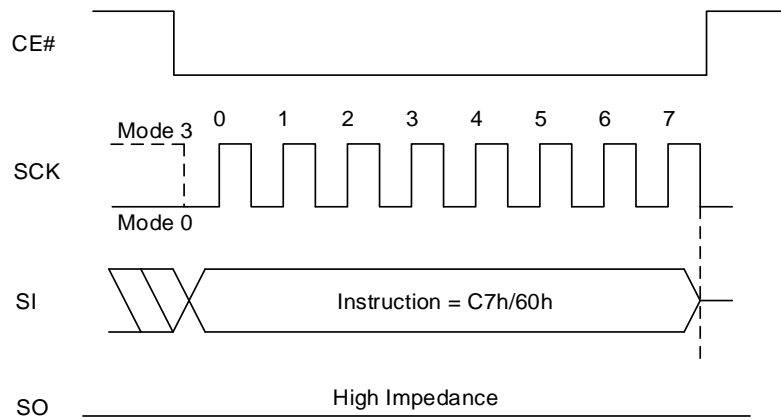 CE#
Mode 3
0 1 2 3 4 5 6 7
SCK
Mode 0
SI
Instruction = C7h/60h
SO
High Impedance